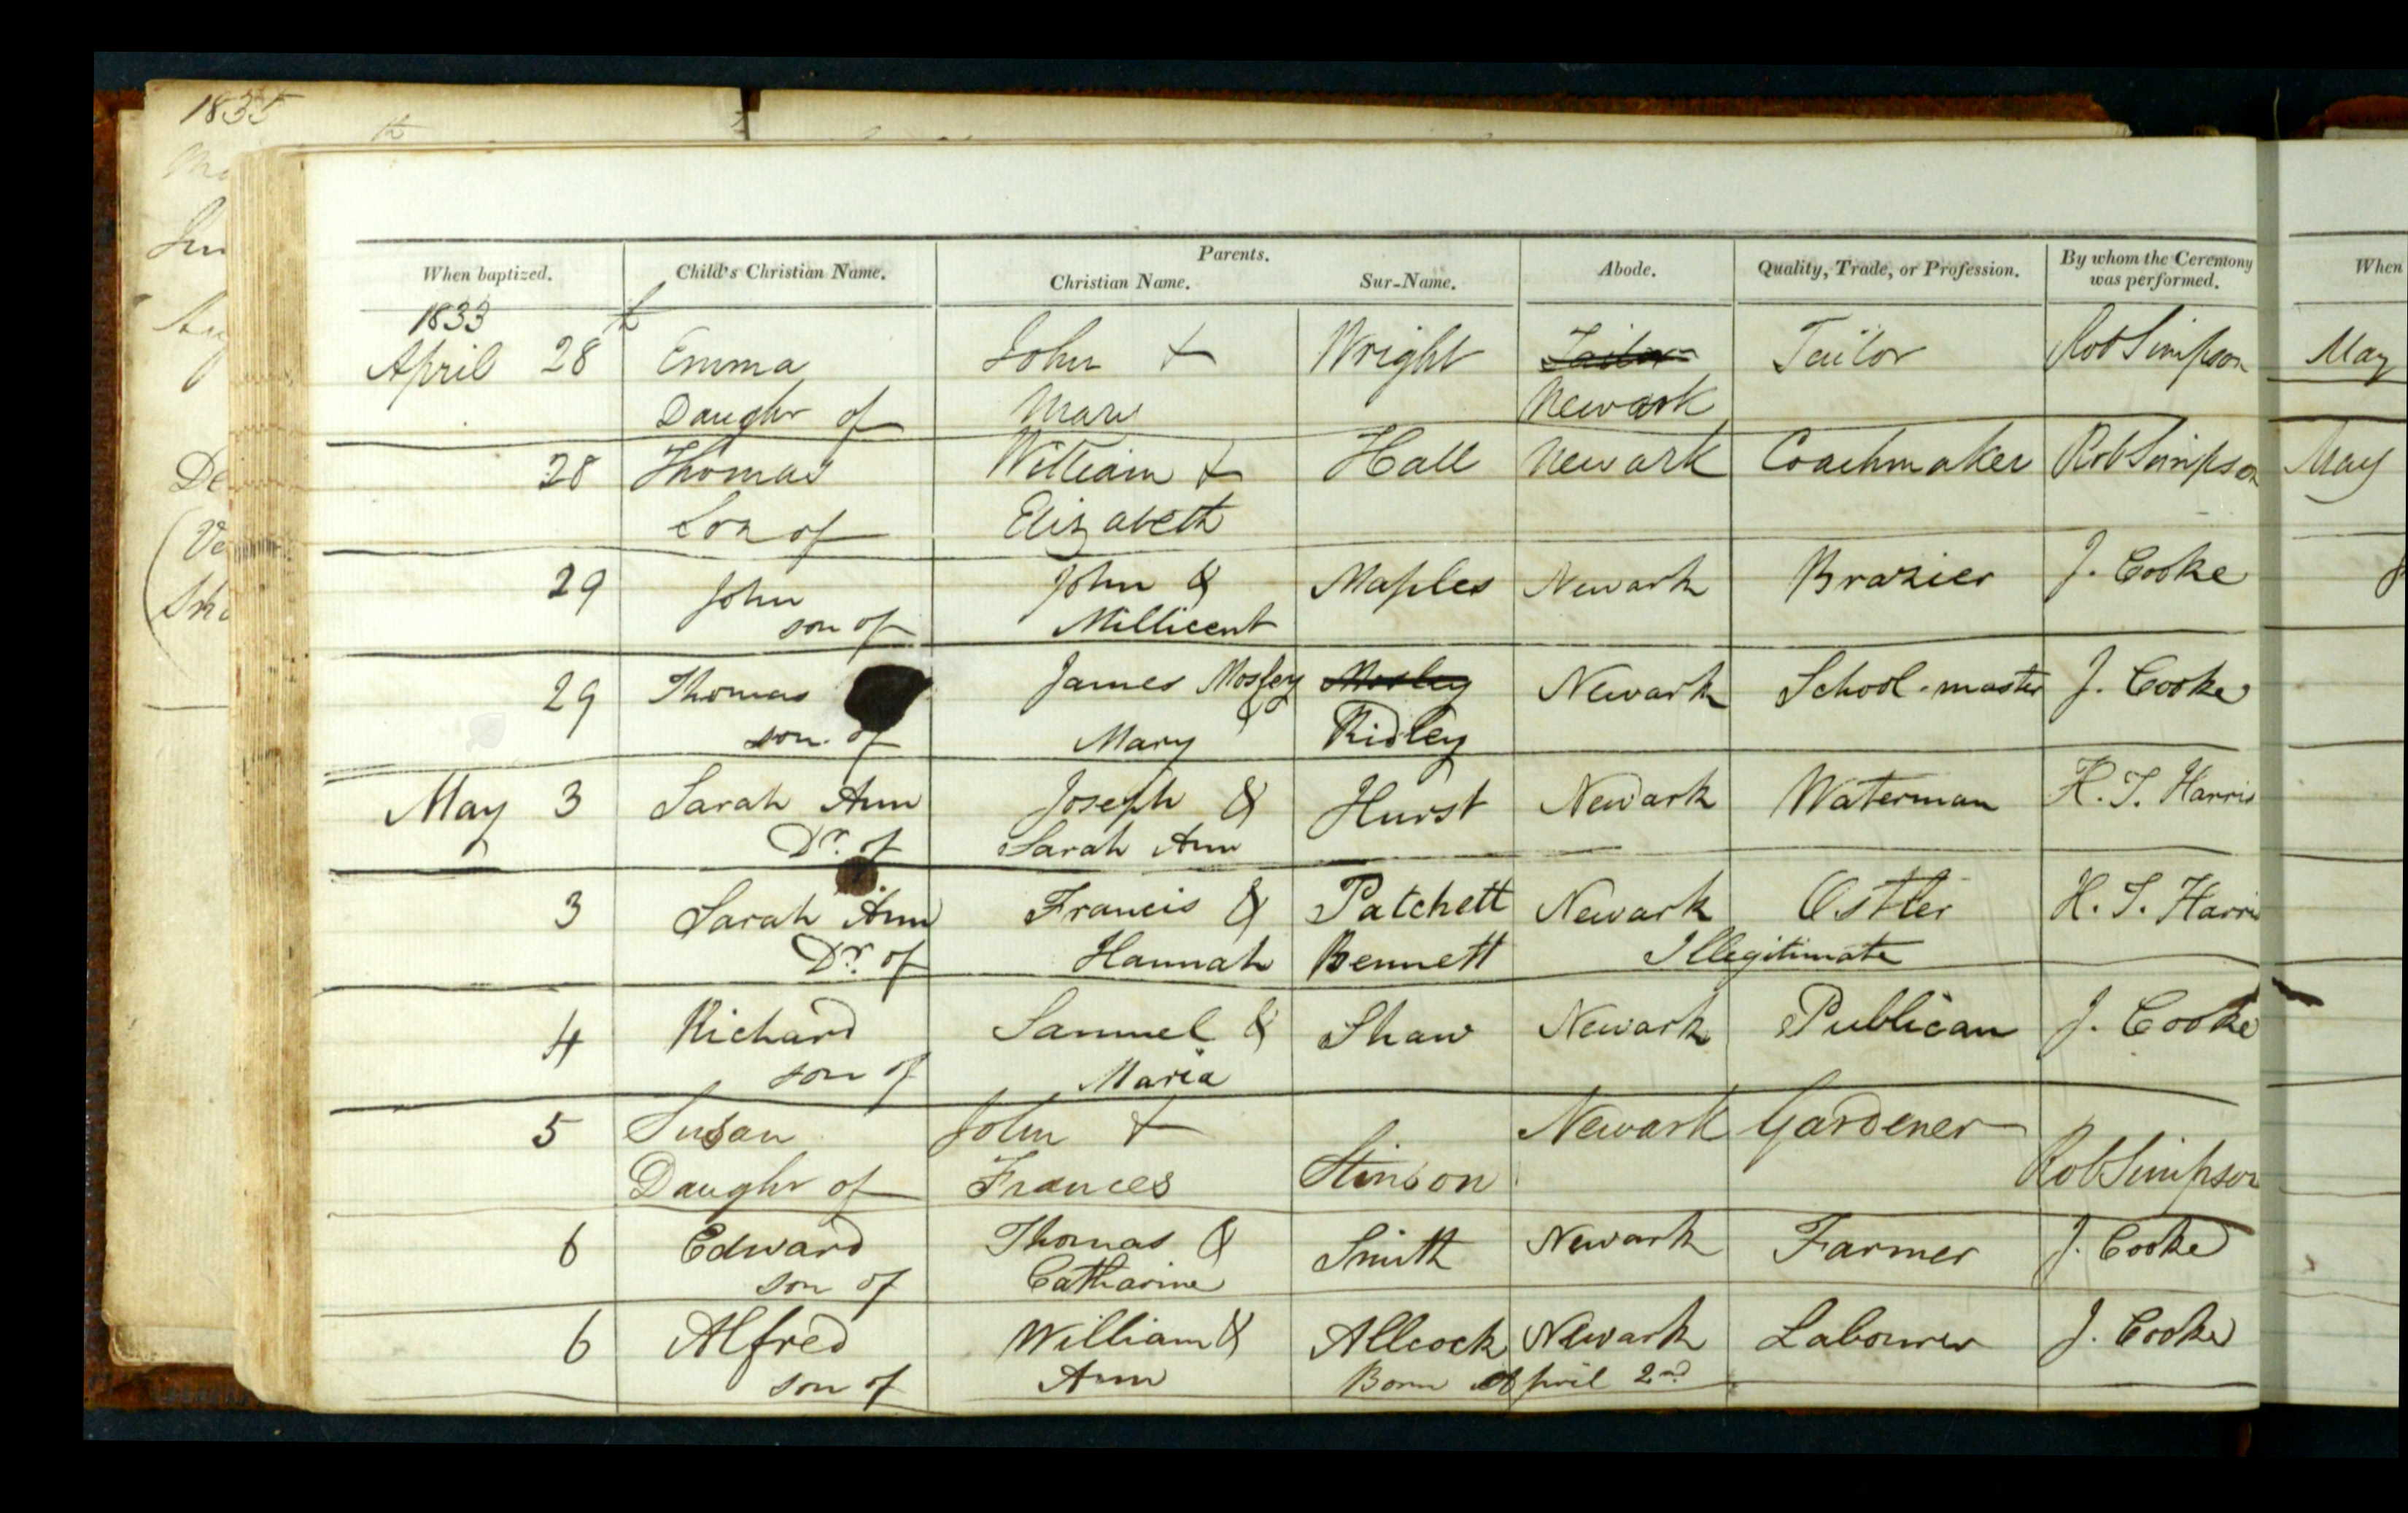 1835
Parents.
When baptized. Child's Christian Name. Christian Name. Sur-Name. Abode. Quality, Trade, or Profession. By whom the Ceremony was performed. When
1833
April 28 Emma John + Wright Tailor Tailor Rob Simpson May
Daughr of Mary Newark
28 Thomas William + Hall Newark Coachmaker Rob Simpson May
Son of Elizabeth
29 John John & Maples Newark Brazier J. Cooke
son of Millicent
29 Thomas James Mosley Mosley Newark School-master J. Cooke
son of & Mary Ridley
May 3 Sarah Ann Joseph & Hurst Newark Waterman H. S. Harris
Dr. of Sarah Ann
3 Sarah Ann Francis & Patchett Newark Ostler H. S. Harris
Dr. of Hannah Bennett Illegitimate
4 Richard Samuel & Shaw Newark Publican J. Cooke
son of Maria
5 Susan John + Newark Gardener
Daughr of Frances Stinson Rob Simpson
6 Edward Thomas & Smith Newark Farmer J. Cooke
son of Catharine
6 Alfred William & Allcock Newark Labourer J. Cooke
son of Ann Born April 2nd